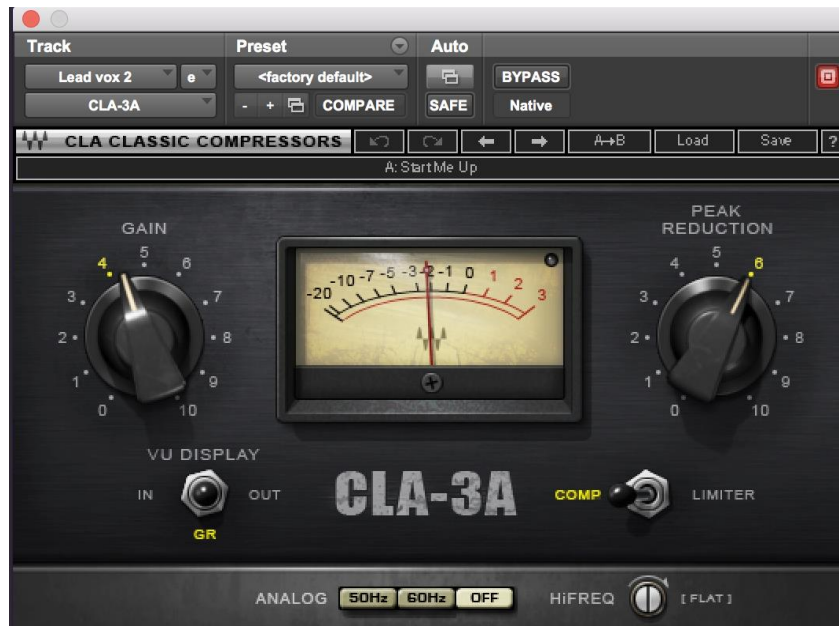 Track Preset Auto
Lead vox 2 e <factory default> BYPASS
CLA-3A - + COMPARE SAFE Native
CLA CLASSIC COMPRESSORS A→B Load Save ?
A: StartMe Up
GAIN
0 1 2 3 4 5 6 7 8 9 10
-20 -10 -7 -5 -3 -2 -1 0 1 2 3
PEAK
REDUCTION
0 1 2 3 4 5 6 7 8 9 10
VU DISPLAY
IN OUT
GR
CLA-3A
COMP LIMITER
ANALOG 50Hz 60Hz OFF HiFREQ [FLAT]